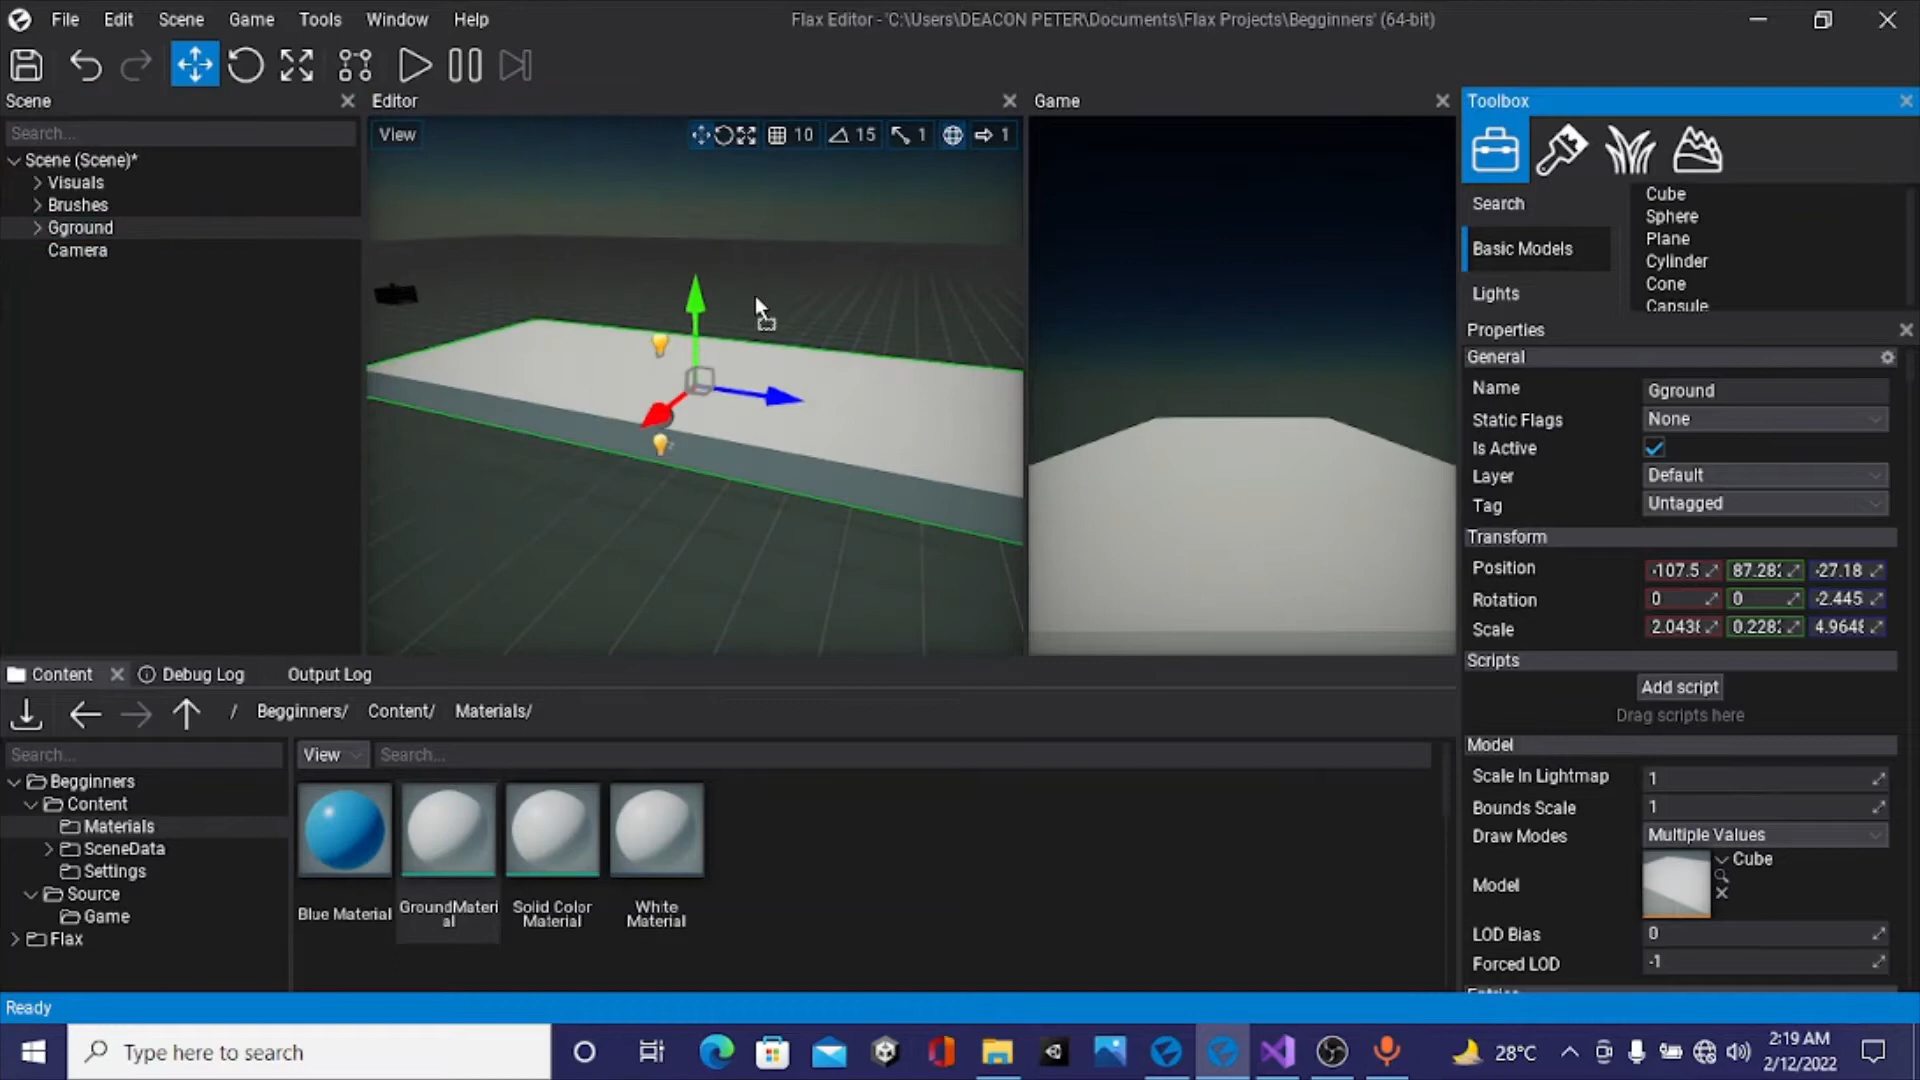 File Edit Scene Game Tools Window Help
Flax Editor - 'C:\Users\DEACON PETER\Documents\Flax Projects\Begginners' (64-bit)
Scene
Search...
Scene (Scene)*
Visuals
Brushes
Gground
Camera
Editor
View
10
15
1
1
Game
Toolbox
Search
Basic Models
Lights
Cube
Sphere
Plane
Cylinder
Cone
Capsule
Properties
General
Name Gground
Static Flags None
Is Active
Layer Default
Tag Untagged
Transform
Position -107.5 87.28 -27.18
Rotation 0 0 -2.445
Scale 2.043 0.228 4.964
Scripts
Add script
Drag scripts here
Model
Scale In Lightmap 1
Bounds Scale 1
Draw Modes Multiple Values
Model Cube
LOD Bias 0
Forced LOD -1
Content Debug Log Output Log
/ Begginners/ Content/ Materials/
Search...
View Search...
Begginners
Content
Materials
SceneData
Settings
Source
Game
Flax
Blue Material
GroundMateri
al
Solid Color
Material
White
Material
Ready
Type here to search
28°C
2:19 AM
2/12/2022